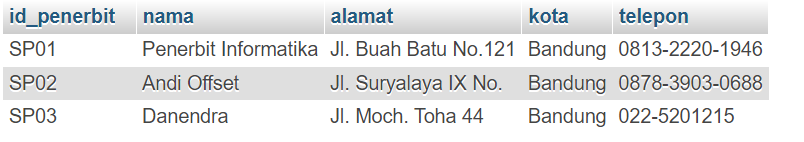 id_penerbit nama alamat kota telepon
SP01 Penerbit Informatika Jl. Buah Batu No.121 Bandung 0813-2220-1946
SP02 Andi Offset Jl. Suryalaya IX No. Bandung 0878-3903-0688
SP03 Danendra Jl. Moch. Toha 44 Bandung 022-5201215